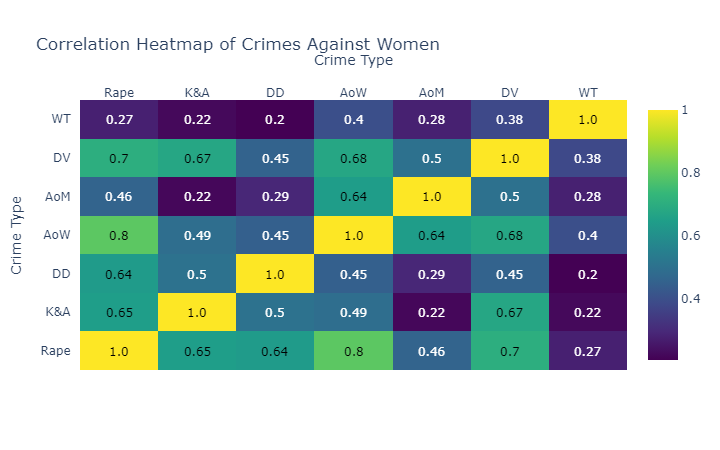 Correlation Heatmap of Crimes Against Women
Crime Type
Rape K&A DD AoW AoM DV WT
WT 0.27 0.22 0.2 0.4 0.28 0.38 1.0
DV 0.7 0.67 0.45 0.68 0.5 1.0 0.38
AoM 0.46 0.22 0.29 0.64 1.0 0.5 0.28
AoW 0.8 0.49 0.45 1.0 0.64 0.68 0.4
DD 0.64 0.5 1.0 0.45 0.29 0.45 0.2
K&A 0.65 1.0 0.5 0.49 0.22 0.67 0.22
Rape 1.0 0.65 0.64 0.8 0.46 0.7 0.27
Crime Type
1
0.8
0.6
0.4